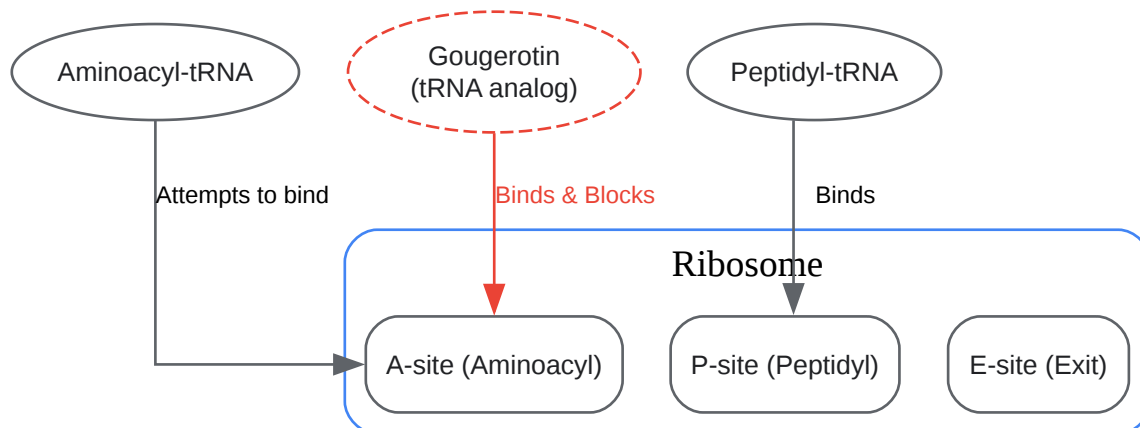 Aminoacyl-tRNA
Gougerotin
(tRNA analog)
Peptidyl-tRNA
Attempts to bind
Binds & Blocks
Binds
Ribosome
A-site (Aminoacyl)
P-site (Peptidyl)
E-site (Exit)